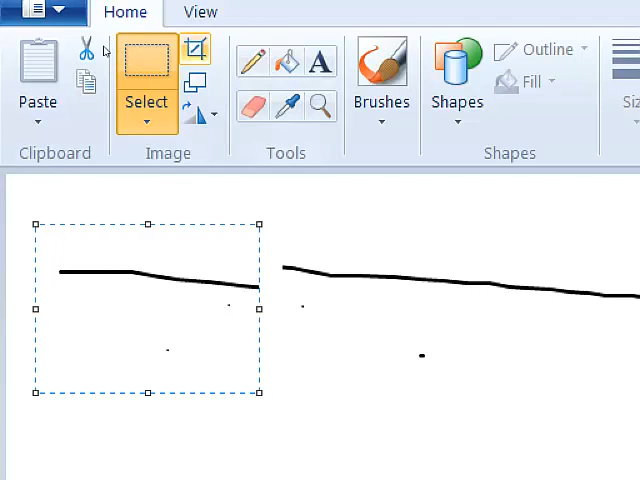 Home View
Paste Select Brushes Shapes Outline
Fill
Clipboard Image Tools Shapes
A